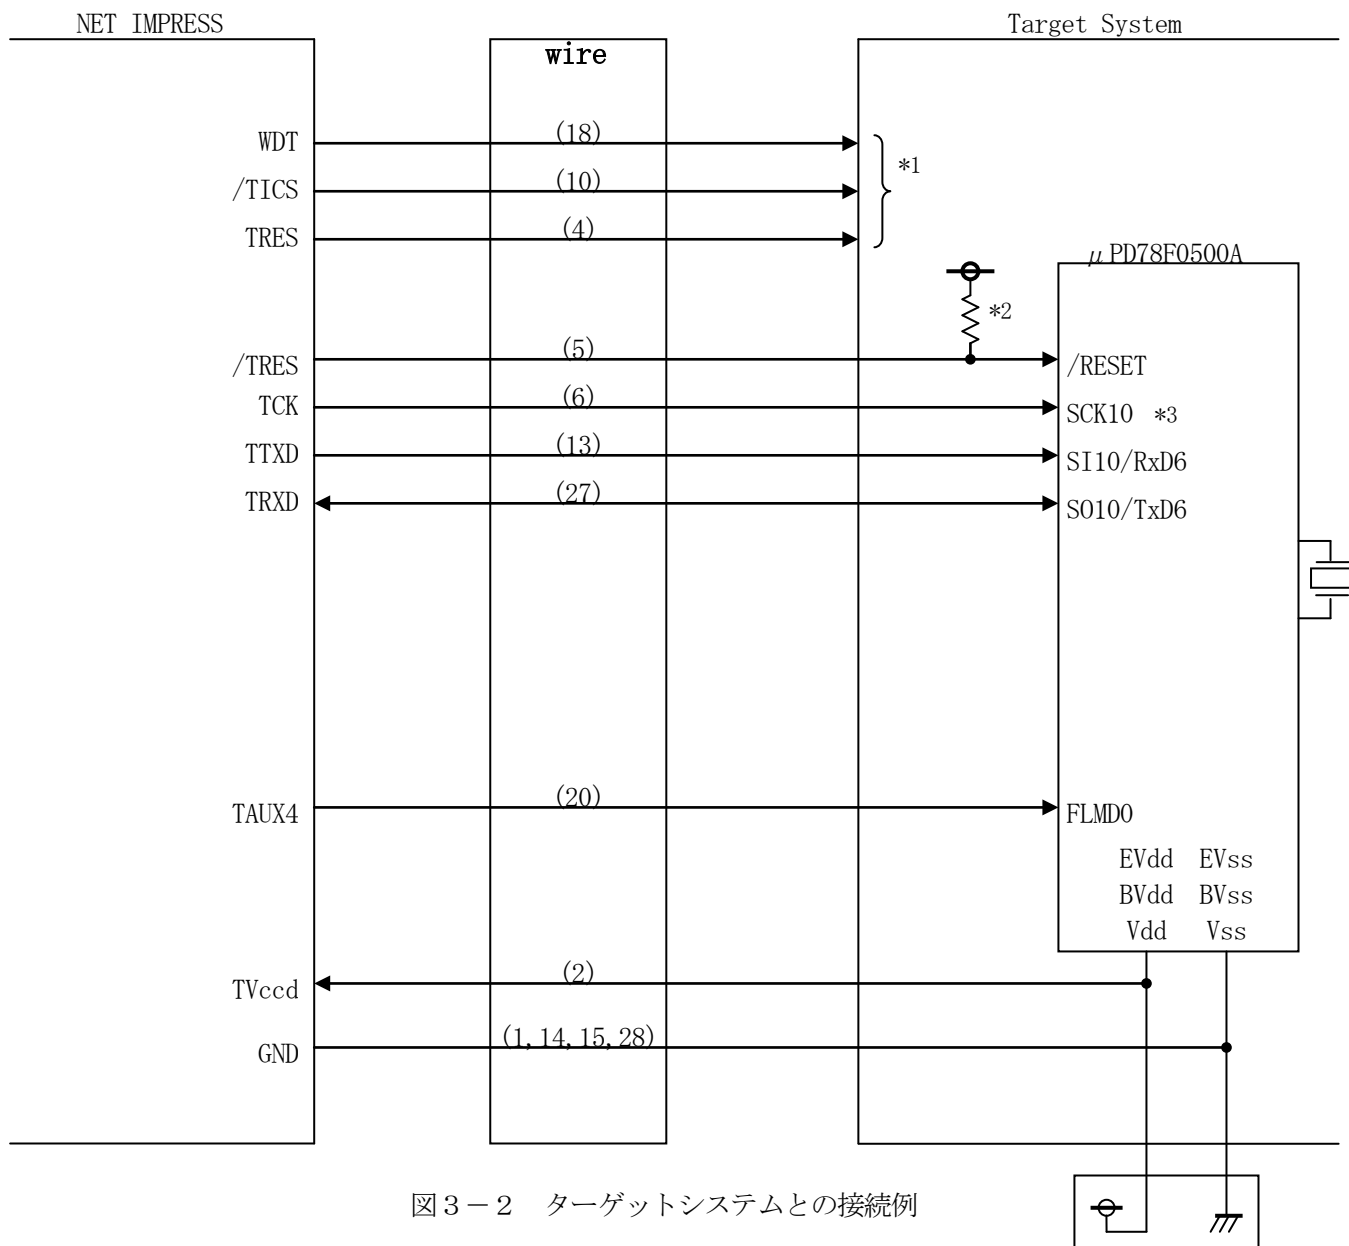 NET IMPRESS
Target System
wire
WDT
(18)
*1
/TICS
(10)
TRES
(4)
μPD78F0500A
*2
/TRES
(5)
/RESET
TCK
(6)
SCK10 *3
TTXD
(13)
SI10/RxD6
TRXD
(27)
SO10/TxD6
TAUX4
(20)
FLMD0
EVdd EVss
BVdd BVss
Vdd Vss
TVccd
(2)
GND
(1,14,15,28)
図3-2 ターゲットシステムとの接続例